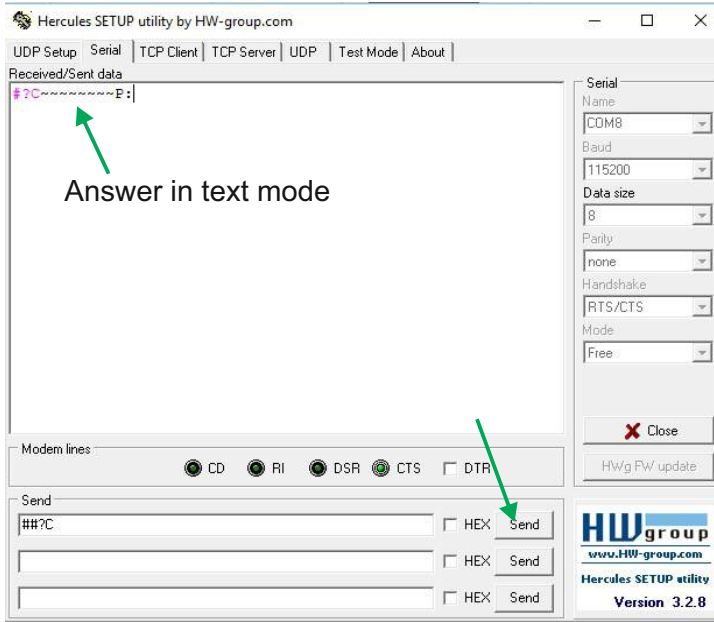 Hercules SETUP utility by HW-group.com
UDP Setup Serial TCP Client TCP Server UDP Test Mode About
Received/Sent data
#?C~~~~~~~~P:
Answer in text mode
Serial
Name
COM8
Baud
115200
Data size
8
Parity
none
Handshake
RTS/CTS
Mode
Free
Close
HWg FW update
Modem lines
CD RI DSR CTS DTR
Send
##?C HEX Send
HEX Send
HEX Send
HW group
www.HW-group.com
Hercules SETUP utility
Version 3.2.8